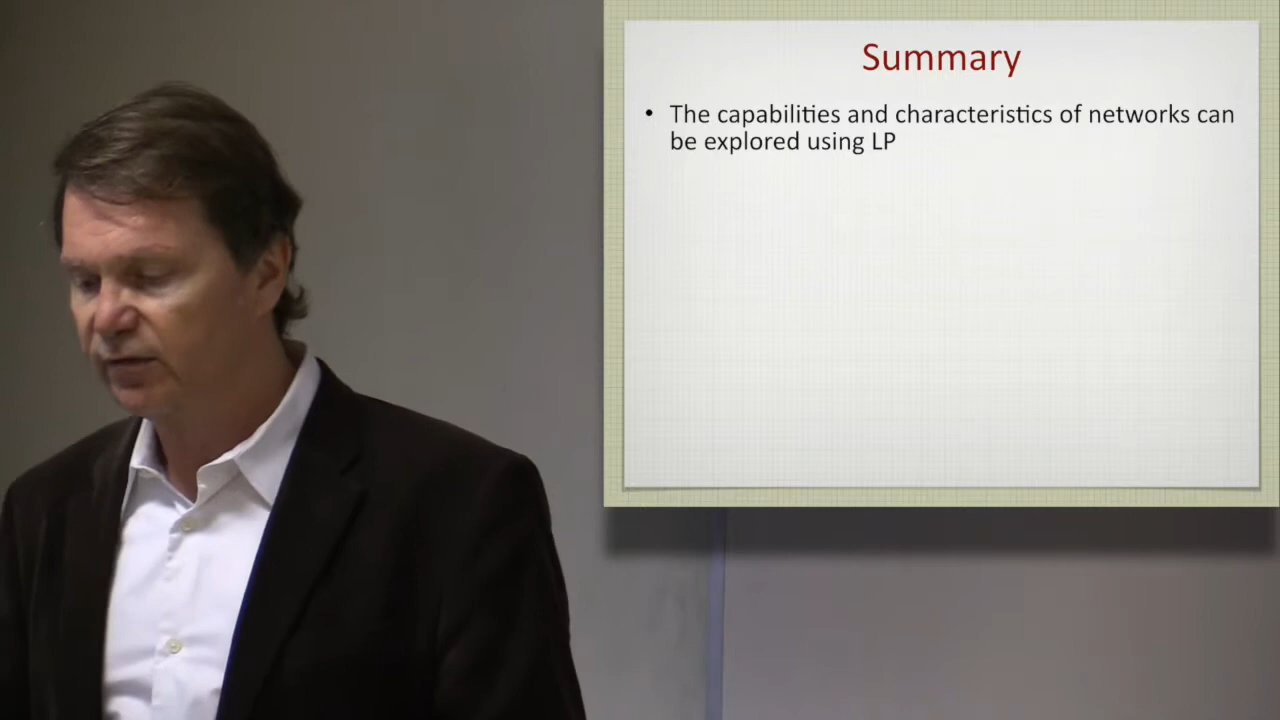 Summary
• The capabilities and characteristics of networks can
be explored using LP